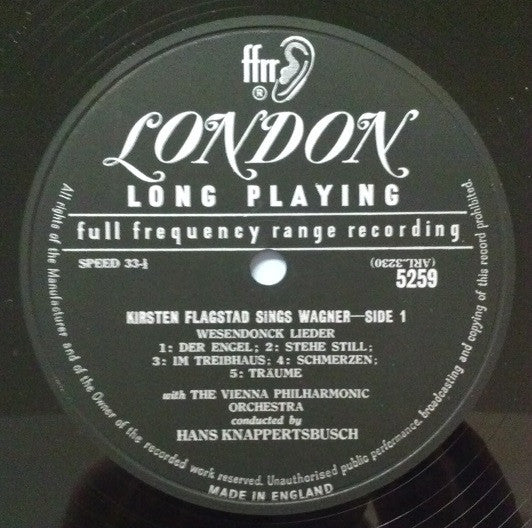 ffrr
®
LONDON
LONG PLAYING
full frequency range recording
SPEED 33-⅓
(ARL.3230)
5259
KIRSTEN FLAGSTAD SINGS WAGNER—SIDE 1
WESENDONCK LIEDER
1: DER ENGEL; 2: STEHE STILL;
3: IM TREIBHAUS; 4: SCHMERZEN;
5: TRÄUME
with THE VIENNA PHILHARMONIC
ORCHESTRA
conducted by
HANS KNAPPERTSBUSCH
All rights of the Manufacturer and of the Owner of the recorded work reserved. Unauthorised public performance, broadcasting and copying of this record prohibited.
MADE IN ENGLAND